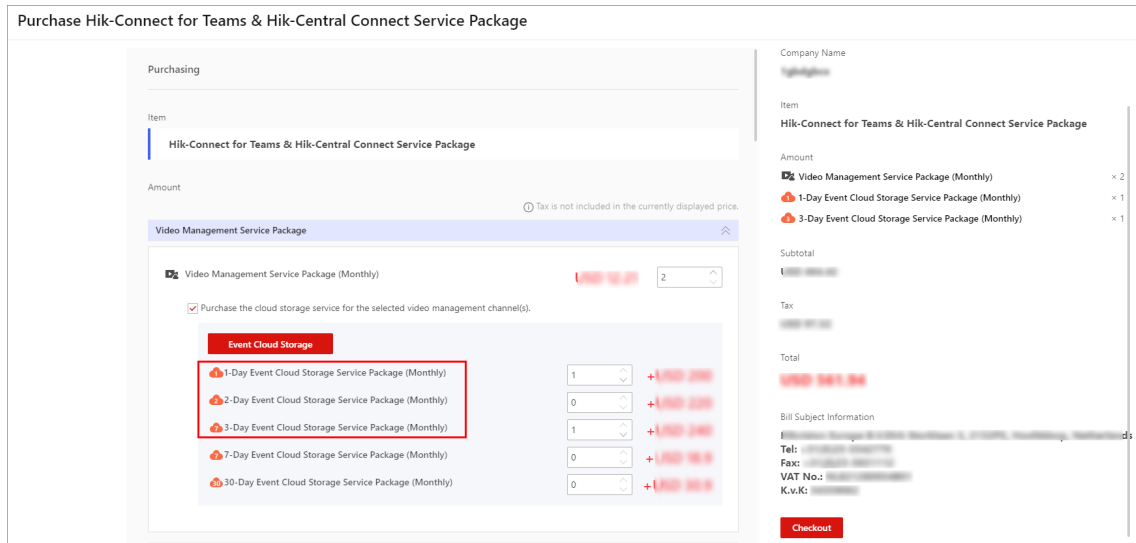 Purchase Hik-Connect for Teams & Hik-Central Connect Service Package
Purchasing
Item
Hik-Connect for Teams & Hik-Central Connect Service Package
Amount
Tax is not included in the currently displayed price.
Video Management Service Package
Video Management Service Package (Monthly)
2
Purchase the cloud storage service for the selected video management channel(s).
Event Cloud Storage
1-Day Event Cloud Storage Service Package (Monthly) 1 +
2-Day Event Cloud Storage Service Package (Monthly) 0 +
3-Day Event Cloud Storage Service Package (Monthly) 1 +
7-Day Event Cloud Storage Service Package (Monthly) 0 +
30-Day Event Cloud Storage Service Package (Monthly) 0 +
Company Name
Item
Hik-Connect for Teams & Hik-Central Connect Service Package
Amount
Video Management Service Package (Monthly) × 2
1-Day Event Cloud Storage Service Package (Monthly) × 1
3-Day Event Cloud Storage Service Package (Monthly) × 1
Subtotal
Tax
Total
Bill Subject Information
Tel:
Fax:
VAT No.:
K.v.K:
Checkout